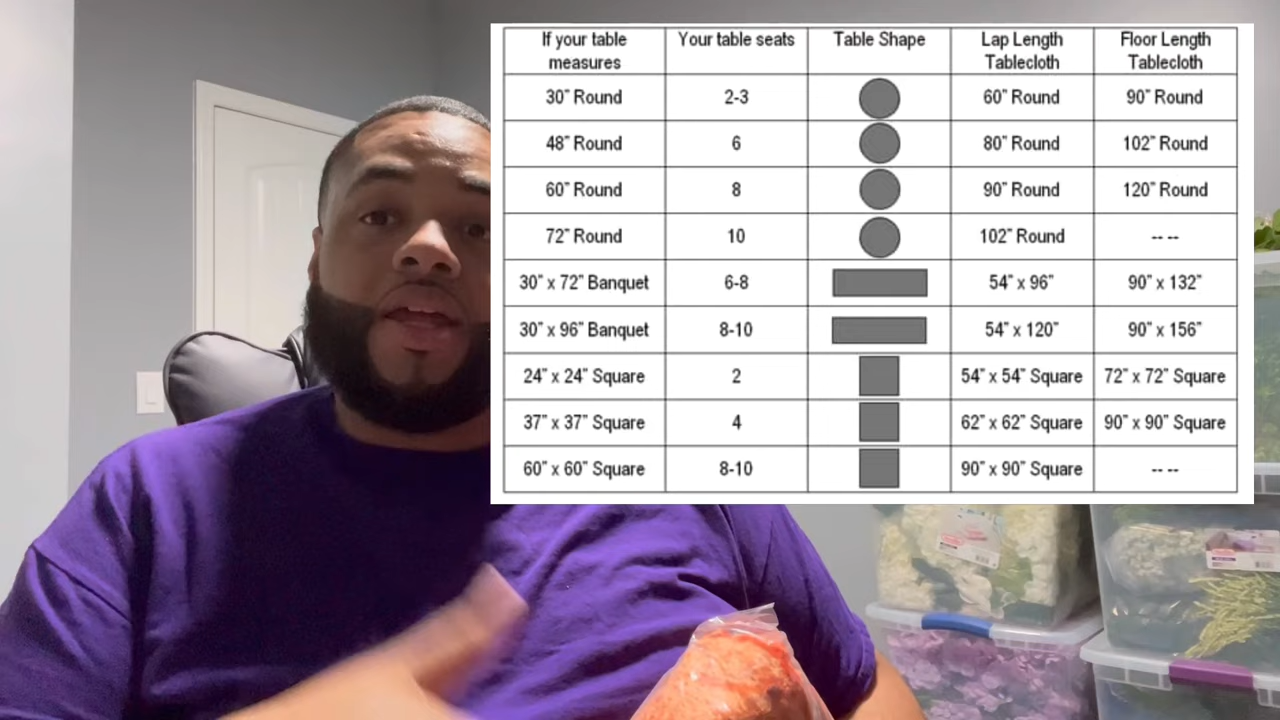 If your table measures | Your table seats | Table Shape | Lap Length Tablecloth | Floor Length Tablecloth
30" Round | 2-3 | 60" Round | 90" Round
48" Round | 6 | 80" Round | 102" Round
60" Round | 8 | 90" Round | 120" Round
72" Round | 10 | 102" Round | -- --
30" x 72" Banquet | 6-8 | 54" x 96" | 90" x 132"
30" x 96" Banquet | 8-10 | 54" x 120" | 90" x 156"
24" x 24" Square | 2 | 54" x 54" Square | 72" x 72" Square
37" x 37" Square | 4 | 62" x 62" Square | 90" x 90" Square
60" x 60" Square | 8-10 | 90" x 90" Square | -- --